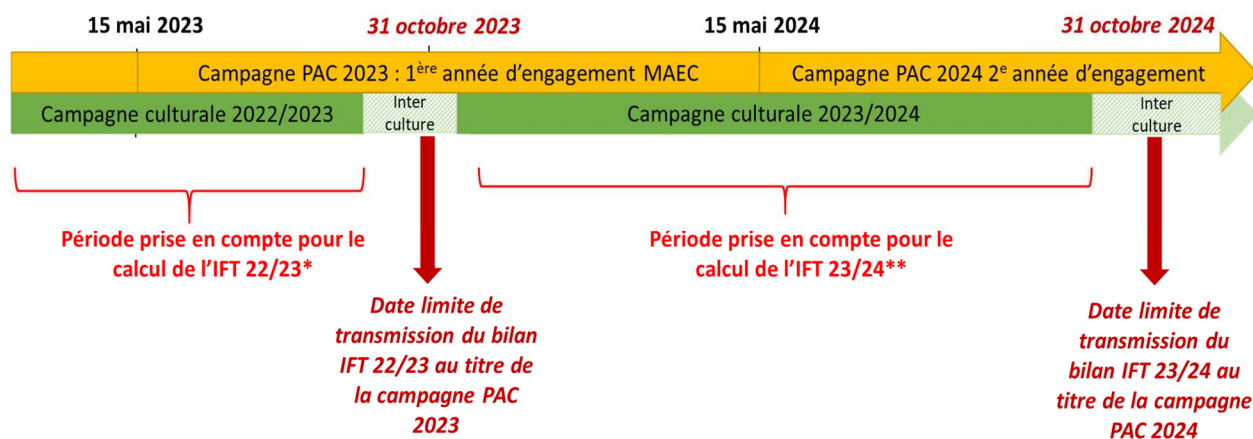 15 mai 2023
31 octobre 2023
15 mai 2024
31 octobre 2024
Campagne PAC 2023 : 1ère année d'engagement MAEC
Campagne PAC 2024 2e année d'engagement
Campagne culturale 2022/2023
Inter
culture
Campagne culturale 2023/2024
Inter
culture
Période prise en compte pour le
calcul de l'IFT 22/23*
Période prise en compte pour le
calcul de l'IFT 23/24**
Date limite de
transmission du bilan
IFT 22/23 au titre de
la campagne PAC
2023
Date limite de
transmission du
bilan IFT 23/24 au
titre de la campagne
PAC 2024